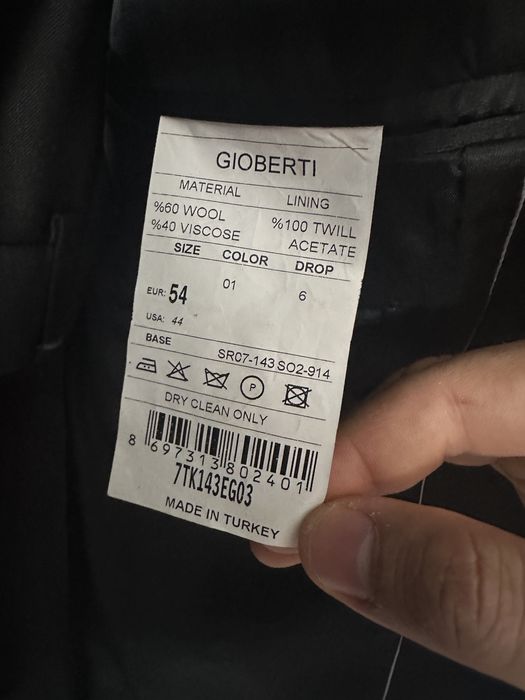 GIOBERTI
MATERIAL LINING
%60 WOOL %100 TWILL
%40 VISCOSE ACETATE
SIZE COLOR DROP
EUR: 54 01 6
USA: 44
BASE SR07-143 SO2-914
P
DRY CLEAN ONLY
8 697313 802401
7TK143EG03
MADE IN TURKEY